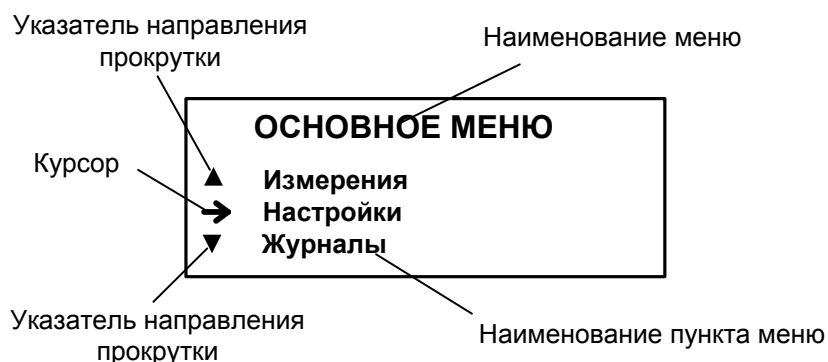 Указатель направления
прокрутки
Наименование меню
ОСНОВНОЕ МЕНЮ
Курсор
Измерения
Настройки
Журналы
Указатель направления
прокрутки
Наименование пункта меню